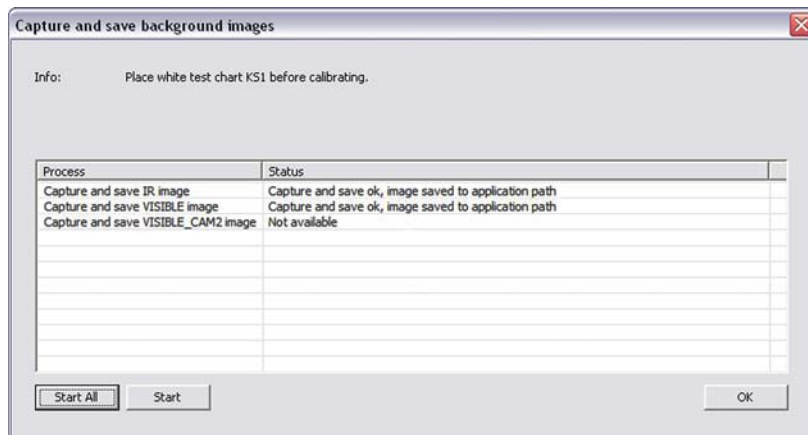 Capture and save background images
Info: Place white test chart KS1 before calibrating.
Process Status
Capture and save IR image Capture and save ok, image saved to application path
Capture and save VISIBLE image Capture and save ok, image saved to application path
Capture and save VISIBLE_CAM2 image Not available
Start All Start OK